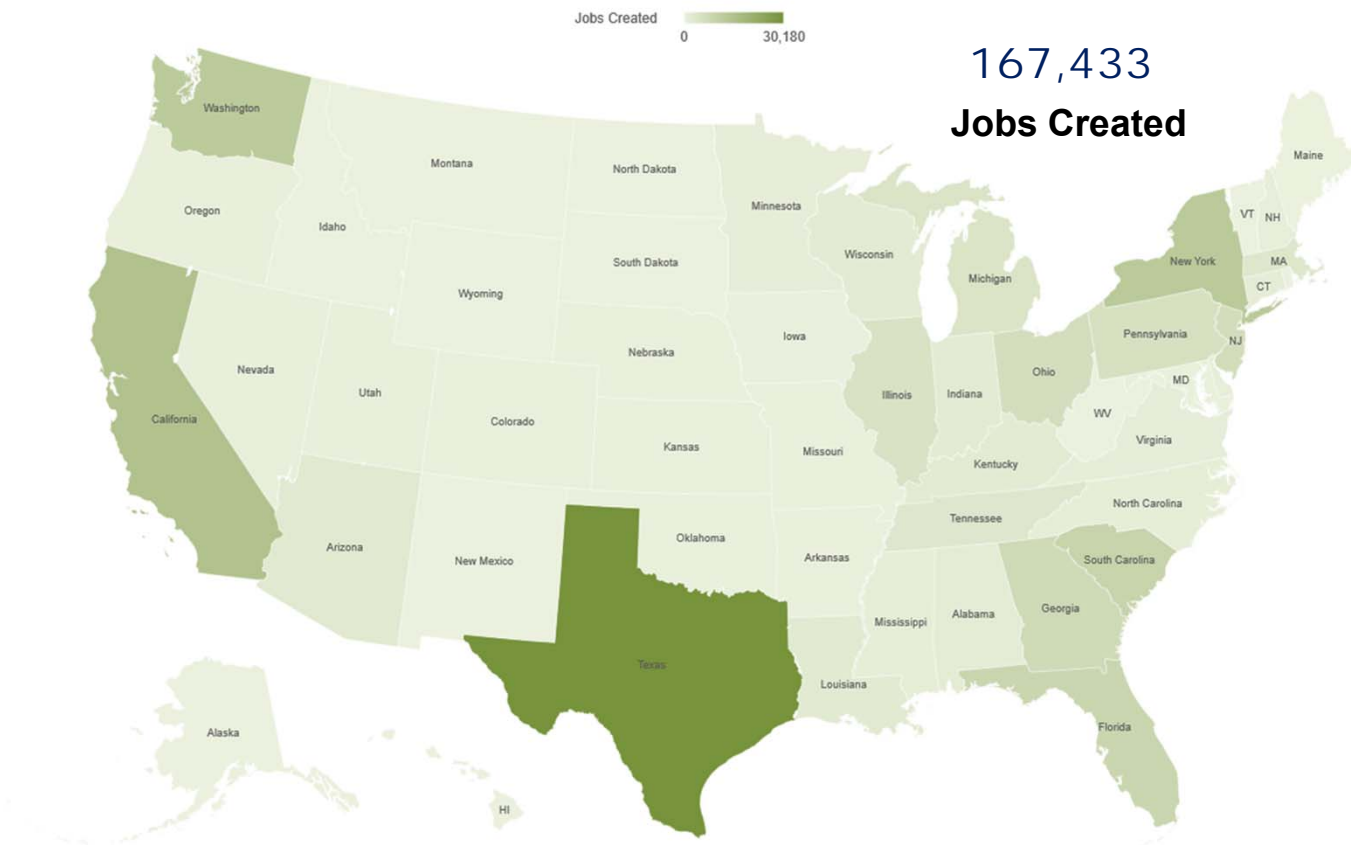 Jobs Created
0 30,180
167,433
Jobs Created
Washington
Maine
Montana
North Dakota
Oregon
Minnesota
VT
NH
Idaho
Wisconsin
New York
MA
South Dakota
Michigan
CT
Wyoming
Pennsylvania
Iowa
NJ
Nebraska
Nevada
Ohio
MD
Utah
Illinois
Indiana
WV
California
Colorado
Virginia
Kansas
Missouri
Kentucky
North Carolina
Tennessee
Oklahoma
Arizona
New Mexico
Arkansas
South Carolina
Georgia
Alabama
Mississippi
Texas
Louisiana
Florida
Alaska
HI